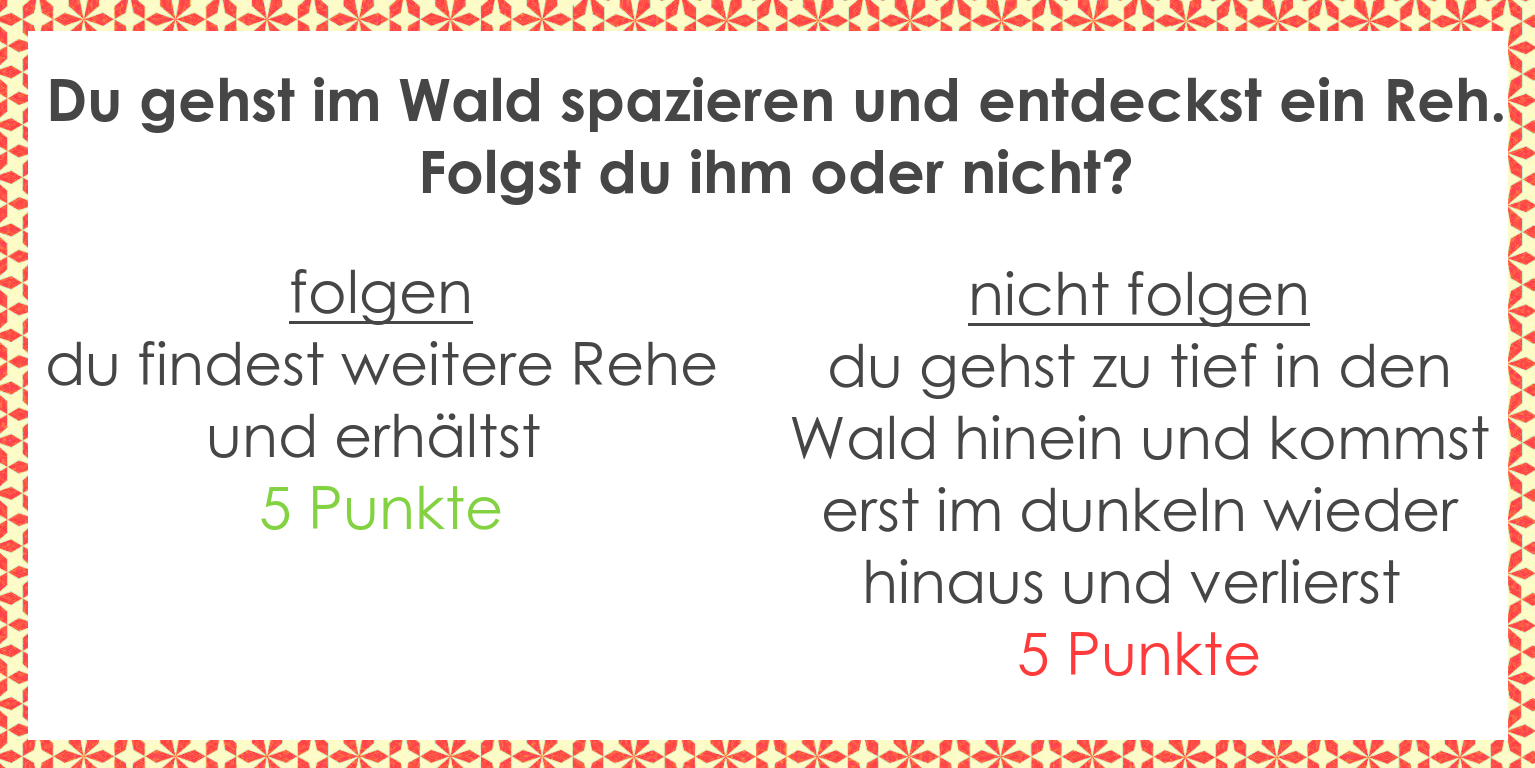 Du gehst im Wald spazieren und entdeckst ein Reh.
Folgst du ihm oder nicht?
folgen
du findest weitere Rehe
und erhältst
5 Punkte
nicht folgen
du gehst zu tief in den
Wald hinein und kommst
erst im dunkeln wieder
hinaus und verlierst
5 Punkte